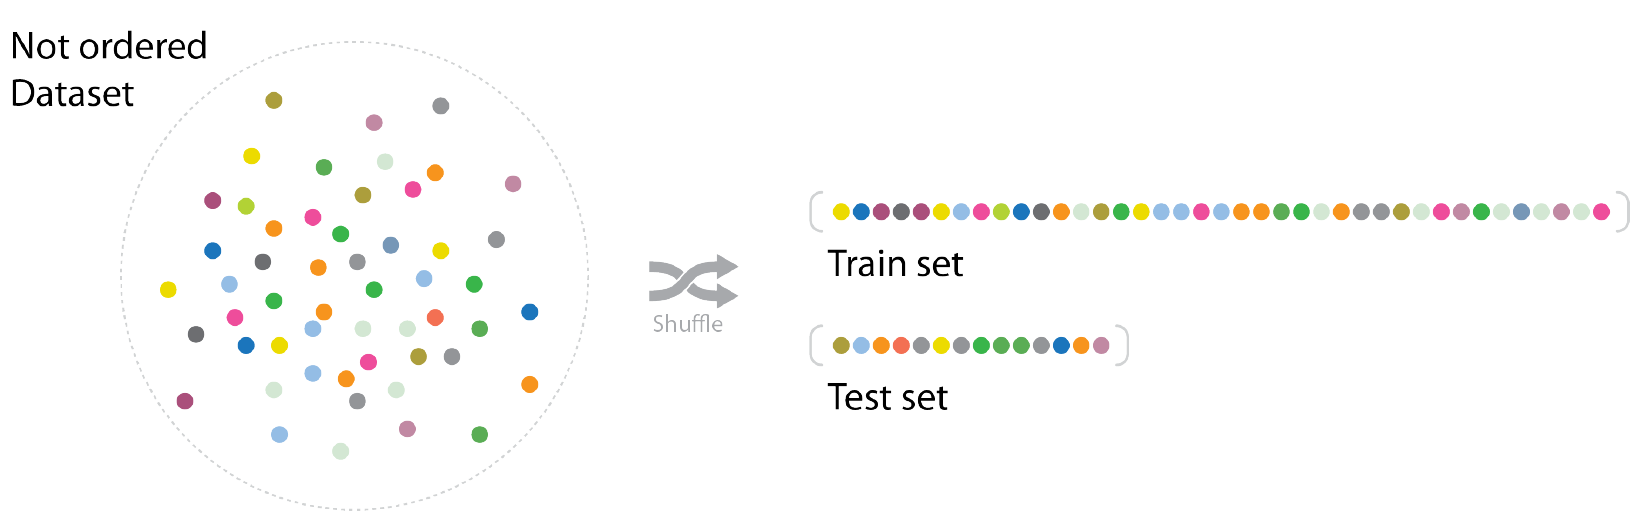 Not ordered
Dataset
Shuffle
Train set
Test set